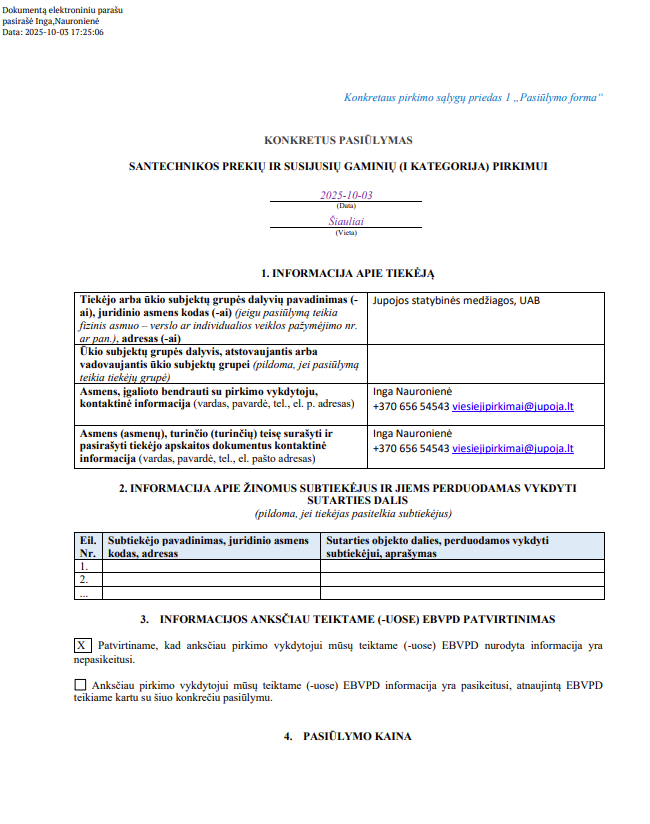 Dokumentą elektroniniu parašu
pasirašė Inga,Nauronienė
Data: 2025-10-03 17:25:06
Konkretaus pirkimo sąlygų priedas 1 „Pasiūlymo forma“
KONKRETUS PASIŪLYMAS
SANTECHNIKOS PREKIŲ IR SUSIJUSIŲ GAMINIŲ (I KATEGORIJA) PIRKIMUI
2025-10-03
(Data)
Šiauliai
(Vieta)
1. INFORMACIJA APIE TIEKĖJĄ
Tiekėjo arba ūkio subjektų grupės dalyvių pavadinimas (-
ai), juridinio asmens kodas (-ai) (jeigu pasiūlymą teikia
fizinis asmuo – verslo ar individualios veiklos pažymėjimo nr.
ar pan.), adresas (-ai)
Jupojos statybinės medžiagos, UAB
Ūkio subjektų grupės dalyvis, atstovaujantis arba
vadovaujantis ūkio subjektų grupei (pildoma, jei pasiūlymą
teikia tiekėjų grupė)
Asmens, įgalioto bendrauti su pirkimo vykdytoju,
kontaktinė informacija (vardas, pavardė, tel., el. p. adresas)
Inga Nauronienė
+370 656 54543 viesiejipirkimai@jupoja.lt
Asmens (asmenų), turinčio (turinčių) teisę surašyti ir
pasirašyti tiekėjo apskaitos dokumentus kontaktinė
informacija (vardas, pavardė, tel., el. pašto adresas)
Inga Nauronienė
+370 656 54543 viesiejipirkimai@jupoja.lt
2. INFORMACIJA APIE ŽINOMUS SUBTIEKĖJUS IR JIEMS PERDUODAMAS VYKDYTI
SUTARTIES DALIS
(pildoma, jei tiekėjas pasitelkia subtiekėjus)
Eil.
Nr.
Subtiekėjo pavadinimas, juridinio asmens
kodas, adresas
Sutarties objekto dalies, perduodamos vykdyti
subtiekėjui, aprašymas
1.
2.
...
3. INFORMACIJOS ANKSČIAU TEIKTAME (-UOSE) EBVPD PATVIRTINIMAS
X Patvirtiname, kad anksčiau pirkimo vykdytojui mūsų teiktame (-uose) EBVPD nurodyta informacija yra
nepasikeitusi.
Anksčiau pirkimo vykdytojui mūsų teiktame (-uose) EBVPD informacija yra pasikeitusi, atnaujintą EBVPD
teikiame kartu su šiuo konkrečiu pasiūlymu.
4. PASIŪLYMO KAINA